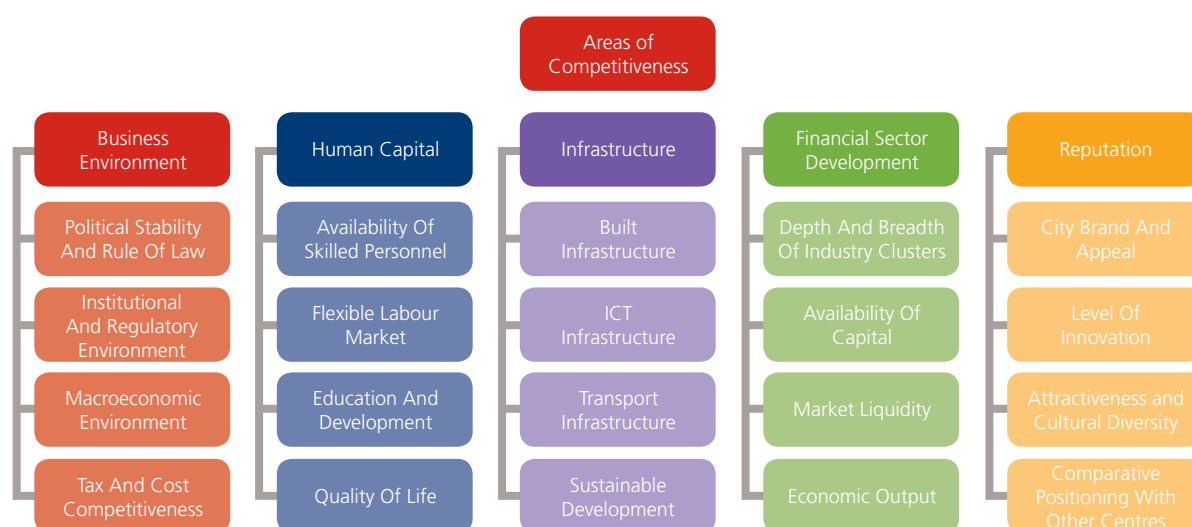 Areas of
Competitiveness
Business
Environment
Human Capital
Infrastructure
Financial Sector
Development
Reputation
Political Stability
And Rule Of Law
Availability Of
Skilled Personnel
Built
Infrastructure
Depth And Breadth
Of Industry Clusters
City Brand And
Appeal
Institutional
And Regulatory
Environment
Flexible Labour
Market
ICT
Infrastructure
Availability Of
Capital
Level Of
Innovation
Macroeconomic
Environment
Education And
Development
Transport
Infrastructure
Market Liquidity
Attractiveness and
Cultural Diversity
Tax And Cost
Competitiveness
Quality Of Life
Sustainable
Development
Economic Output
Comparative
Positioning With
Other Centres